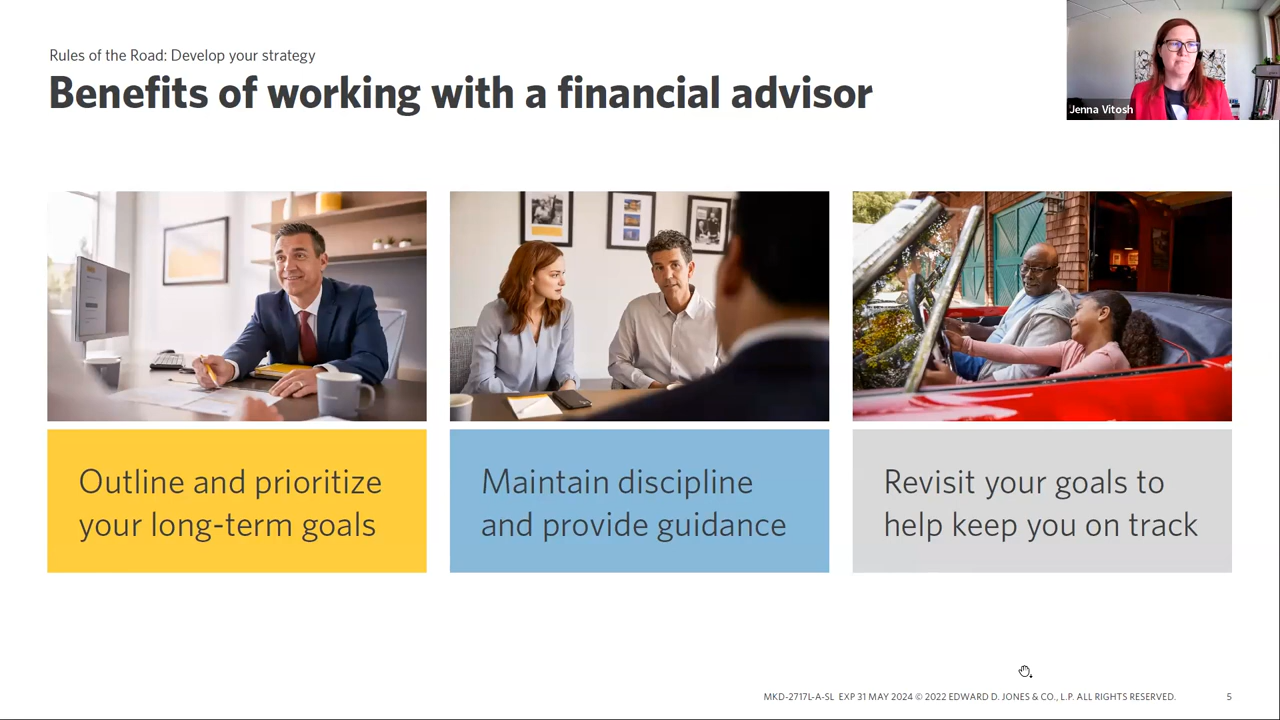 Rules of the Road: Develop your strategy
Benefits of working with a financial advisor
Jenna Vitosh
Outline and prioritize
your long-term goals
Maintain discipline
and provide guidance
Revisit your goals to
help keep you on track
MKD-2717L-A-SL EXP 31 MAY 2024 © 2022 EDWARD D. JONES & CO., L.P. ALL RIGHTS RESERVED.
5